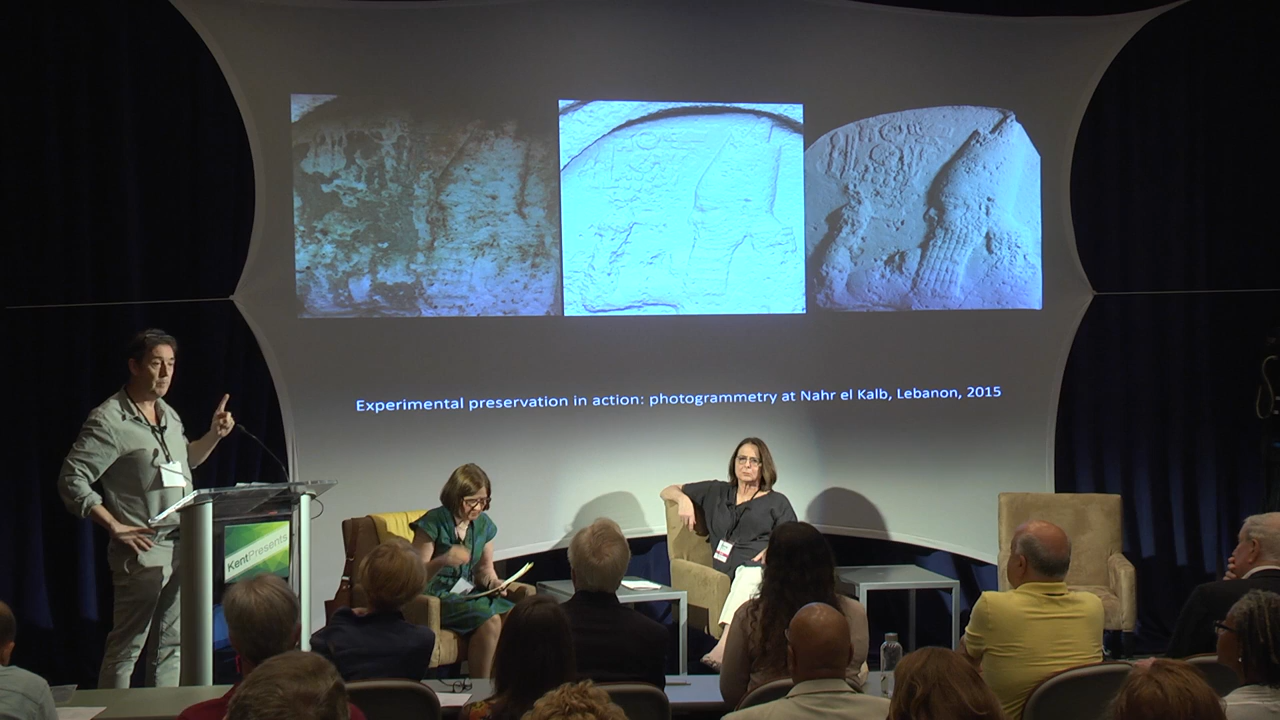 Experimental preservation in action: photogrammetry at Nahr el Kalb, Lebanon, 2015
KentPresents